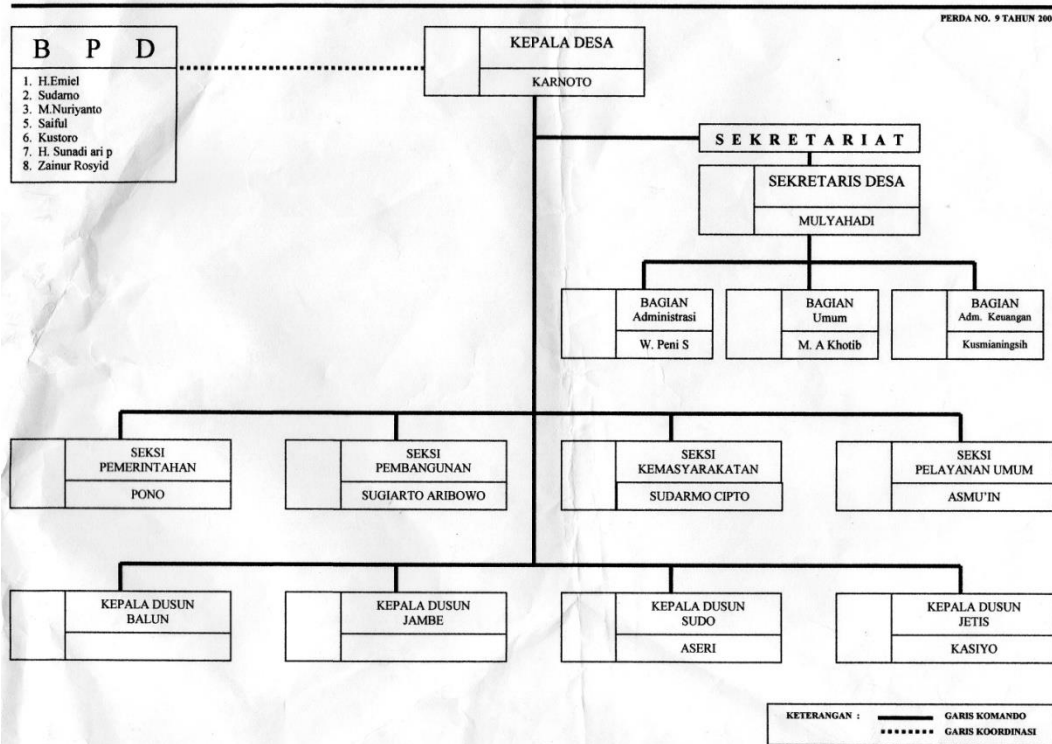 PERDA NO. 9 TAHUN 200
B P D
1. H.Emiel
2. Sudarno
3. M.Nuriyanto
5. Saiful
6. Kustoro
7. H. Sunadi ari p
8. Zainur Rosyid
KEPALA DESA
KARNOTO
SEKRETARIAT
SEKRETARIS DESA
MULYAHADI
BAGIAN
Administrasi
W. Peni S
BAGIAN
Umum
M. A Khotib
BAGIAN
Adm. Keuangan
Kusmianingsih
SEKSI
PEMERINTAHAN
PONO
SEKSI
PEMBANGUNAN
SUGIARTO ARIBOWO
SEKSI
KEMASYARAKATAN
SUDARMO CIPTO
SEKSI
PELAYANAN UMUM
ASMU'IN
KEPALA DUSUN
BALUN
KEPALA DUSUN
JAMBE
KEPALA DUSUN
SUDO
ASERI
KEPALA DUSUN
JETIS
KASIYO
KETERANGAN :
GARIS KOMANDO
GARIS KOORDINASI